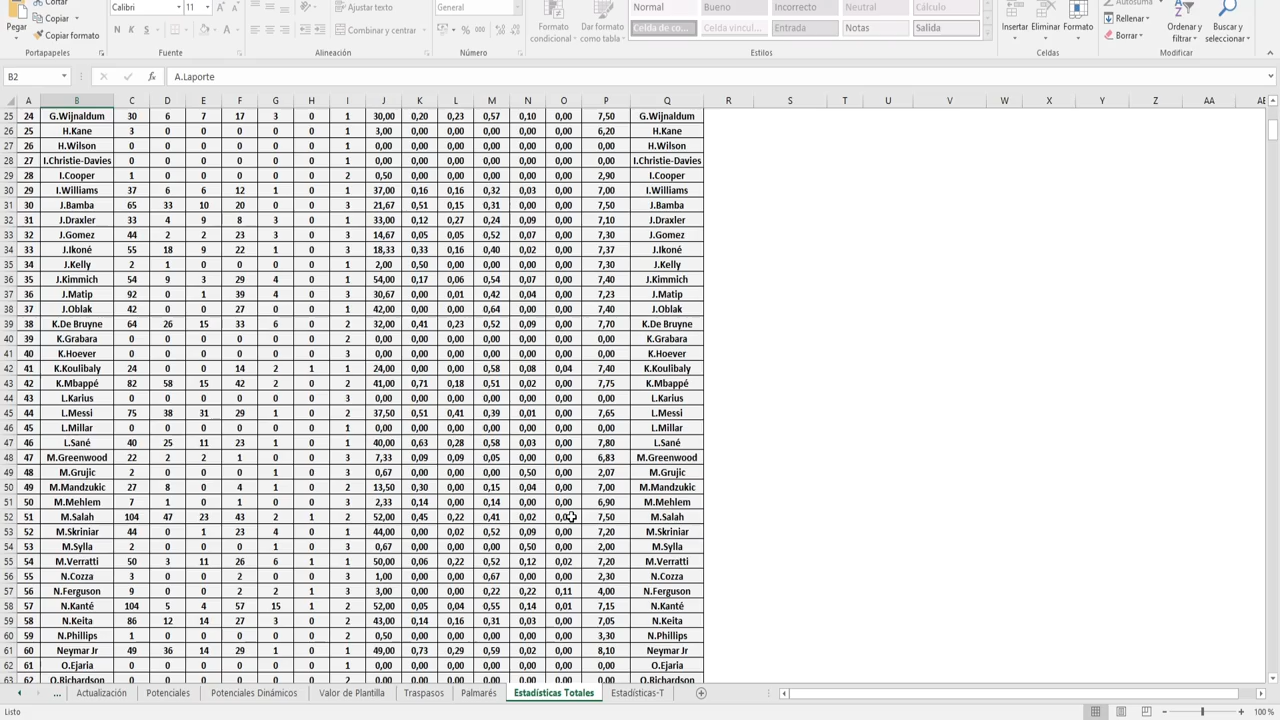 Cortar
Calibri 11
Ajustar texto
General
Normal Bueno Incorrecto Neutral Cálculo
Autosuma
Pegar
Copiar
Copiar formato
N K S
Combinar y centrar
% 000
Formato condicional
Dar formato como tabla
Celda de co... Celda vincul... Entrada Notas Salida
Insertar Eliminar Formato
Rellenar
Borrar
Ordenar y filtrar
Buscar y seleccionar
Portapapeles Fuente Alineación Número Estilos Celdas Modificar
B2 fx A.Laporte
A B C D E F G H I J K L M N O P Q R S T U V W X Y Z AA AE
25 24 G.Wijnaldum 30 6 7 17 3 0 1 30,00 0,20 0,23 0,57 0,10 0,00 7,50 G.Wijnaldum
26 25 H.Kane 3 0 0 0 0 0 1 3,00 0,00 0,00 0,00 0,00 0,00 6,20 H.Kane
27 26 H.Wilson 0 0 0 0 0 0 1 0,00 0,00 0,00 0,00 0,00 0,00 0,00 H.Wilson
28 27 I.Christie-Davies 0 0 0 0 0 0 1 0,00 0,00 0,00 0,00 0,00 0,00 0,00 I.Christie-Davies
29 28 I.Cooper 1 0 0 0 0 0 2 0,50 0,00 0,00 0,00 0,00 0,00 2,90 I.Cooper
30 29 I.Williams 37 6 6 12 1 0 1 37,00 0,16 0,16 0,32 0,03 0,00 7,00 I.Williams
31 30 J.Bamba 65 33 10 20 0 0 3 21,67 0,51 0,15 0,31 0,00 0,00 7,50 J.Bamba
32 31 J.Draxler 33 4 9 8 3 0 1 33,00 0,12 0,27 0,24 0,09 0,00 7,10 J.Draxler
33 32 J.Gomez 44 2 2 23 3 0 3 14,67 0,05 0,05 0,52 0,07 0,00 7,30 J.Gomez
34 33 J.Ikoné 55 18 9 22 1 0 3 18,33 0,33 0,16 0,40 0,02 0,00 7,37 J.Ikoné
35 34 J.Kelly 2 1 0 0 0 0 1 2,00 0,50 0,00 0,00 0,00 0,00 7,30 J.Kelly
36 35 J.Kimmich 54 9 3 29 4 0 1 54,00 0,17 0,06 0,54 0,07 0,00 7,40 J.Kimmich
37 36 J.Matip 92 0 1 39 4 0 3 30,67 0,00 0,01 0,42 0,04 0,00 7,23 J.Matip
38 37 J.Oblak 42 0 0 27 0 0 1 42,00 0,00 0,00 0,64 0,00 0,00 7,40 J.Oblak
39 38 K.De Bruyne 64 26 15 33 6 0 2 32,00 0,41 0,23 0,52 0,09 0,00 7,70 K.De Bruyne
40 39 K.Grabara 0 0 0 0 0 0 2 0,00 0,00 0,00 0,00 0,00 0,00 0,00 K.Grabara
41 40 K.Hoever 0 0 0 0 0 0 3 0,00 0,00 0,00 0,00 0,00 0,00 0,00 K.Hoever
42 41 K.Koulibaly 24 0 0 14 2 1 1 24,00 0,00 0,00 0,58 0,08 0,04 7,40 K.Koulibaly
43 42 K.Mbappé 82 58 15 42 2 0 2 41,00 0,71 0,18 0,51 0,02 0,00 7,75 K.Mbappé
44 43 L.Karius 0 0 0 0 0 0 3 0,00 0,00 0,00 0,00 0,00 0,00 0,00 L.Karius
45 44 L.Messi 75 38 31 29 1 0 2 37,50 0,51 0,41 0,39 0,01 0,00 7,65 L.Messi
46 45 L.Millar 0 0 0 0 0 0 1 0,00 0,00 0,00 0,00 0,00 0,00 0,00 L.Millar
47 46 L.Sané 40 25 11 23 1 0 1 40,00 0,63 0,28 0,58 0,03 0,00 7,80 L.Sané
48 47 M.Greenwood 22 2 2 1 0 0 3 7,33 0,09 0,09 0,05 0,00 0,00 6,83 M.Greenwood
49 48 M.Grujic 2 0 0 0 1 0 3 0,67 0,00 0,00 0,00 0,50 0,00 2,07 M.Grujic
50 49 M.Mandzukic 27 8 0 4 1 0 2 13,50 0,30 0,00 0,15 0,04 0,00 7,00 M.Mandzukic
51 50 M.Mehlem 7 1 0 1 0 0 3 2,33 0,14 0,00 0,14 0,00 0,00 6,90 M.Mehlem
52 51 M.Salah 104 47 23 43 2 1 2 52,00 0,45 0,22 0,41 0,02 7,50 M.Salah
53 52 M.Skriniar 44 0 1 23 4 0 1 44,00 0,00 0,02 0,52 0,09 0,00 7,20 M.Skriniar
54 53 M.Sylla 2 0 0 0 1 0 3 0,67 0,00 0,00 0,00 0,50 0,00 2,00 M.Sylla
55 54 M.Verratti 50 3 11 26 6 1 1 50,00 0,06 0,22 0,52 0,12 0,02 7,20 M.Verratti
56 55 N.Cozza 3 0 0 2 0 0 3 1,00 0,00 0,00 0,67 0,00 0,00 2,30 N.Cozza
57 56 N.Ferguson 9 0 0 2 2 1 3 3,00 0,00 0,00 0,22 0,22 0,11 4,00 N.Ferguson
58 57 N.Kanté 104 5 4 57 15 1 2 52,00 0,05 0,04 0,55 0,14 0,01 7,15 N.Kanté
59 58 N.Keita 86 12 14 27 3 0 2 43,00 0,14 0,16 0,31 0,03 0,00 7,05 N.Keita
60 59 N.Phillips 1 0 0 0 0 0 2 0,50 0,00 0,00 0,00 0,00 0,00 3,30 N.Phillips
61 60 Neymar Jr 49 36 14 29 1 0 1 49,00 0,73 0,29 0,59 0,02 0,00 8,10 Neymar Jr
62 61 O.Ejaria 0 0 0 0 0 0 1 0,00 0,00 0,00 0,00 0,00 0,00 0,00 O.Ejaria
63 62 O.Richardson 0 0 0 0 0 0 3 0,00 0,00 0,00 0,00 0,00 0,00 0,00 O.Richardson
... Actualización Potenciales Potenciales Dinámicos Valor de Plantilla Traspasos Palmarés Estadísticas Totales Estadísticas-T
Listo 100 %